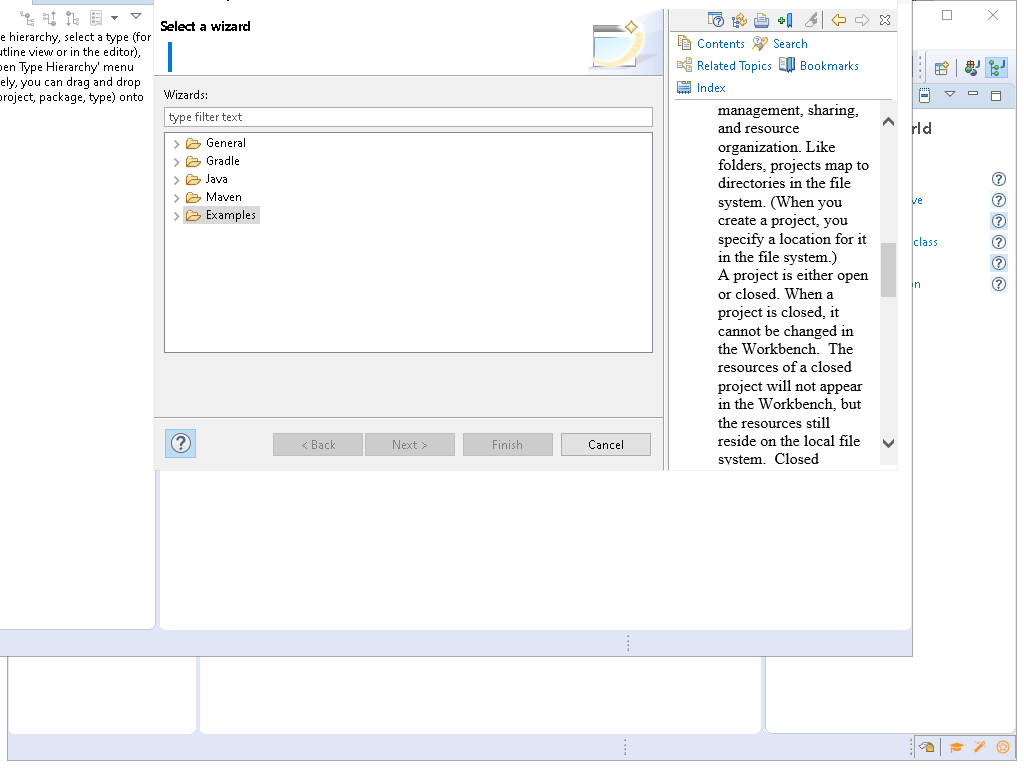 e hierarchy, select a type (for
utline view or in the editor),
pen Type Hierarchy' menu
ely, you can drag and drop
project, package, type) onto
Select a wizard
Wizards:
type filter text
General
Gradle
Java
Maven
Examples
< Back
Next >
Finish
Cancel
Contents
Search
Related Topics
Bookmarks
Index
management, sharing,
and resource
organization. Like
folders, projects map to
directories in the file
system. (When you
create a project, you
specify a location for it
in the file system.)
A project is either open
or closed. When a
project is closed, it
cannot be changed in
the Workbench. The
resources of a closed
project will not appear
in the Workbench, but
the resources still
reside on the local file
system. Closed
rld
ve
class
n